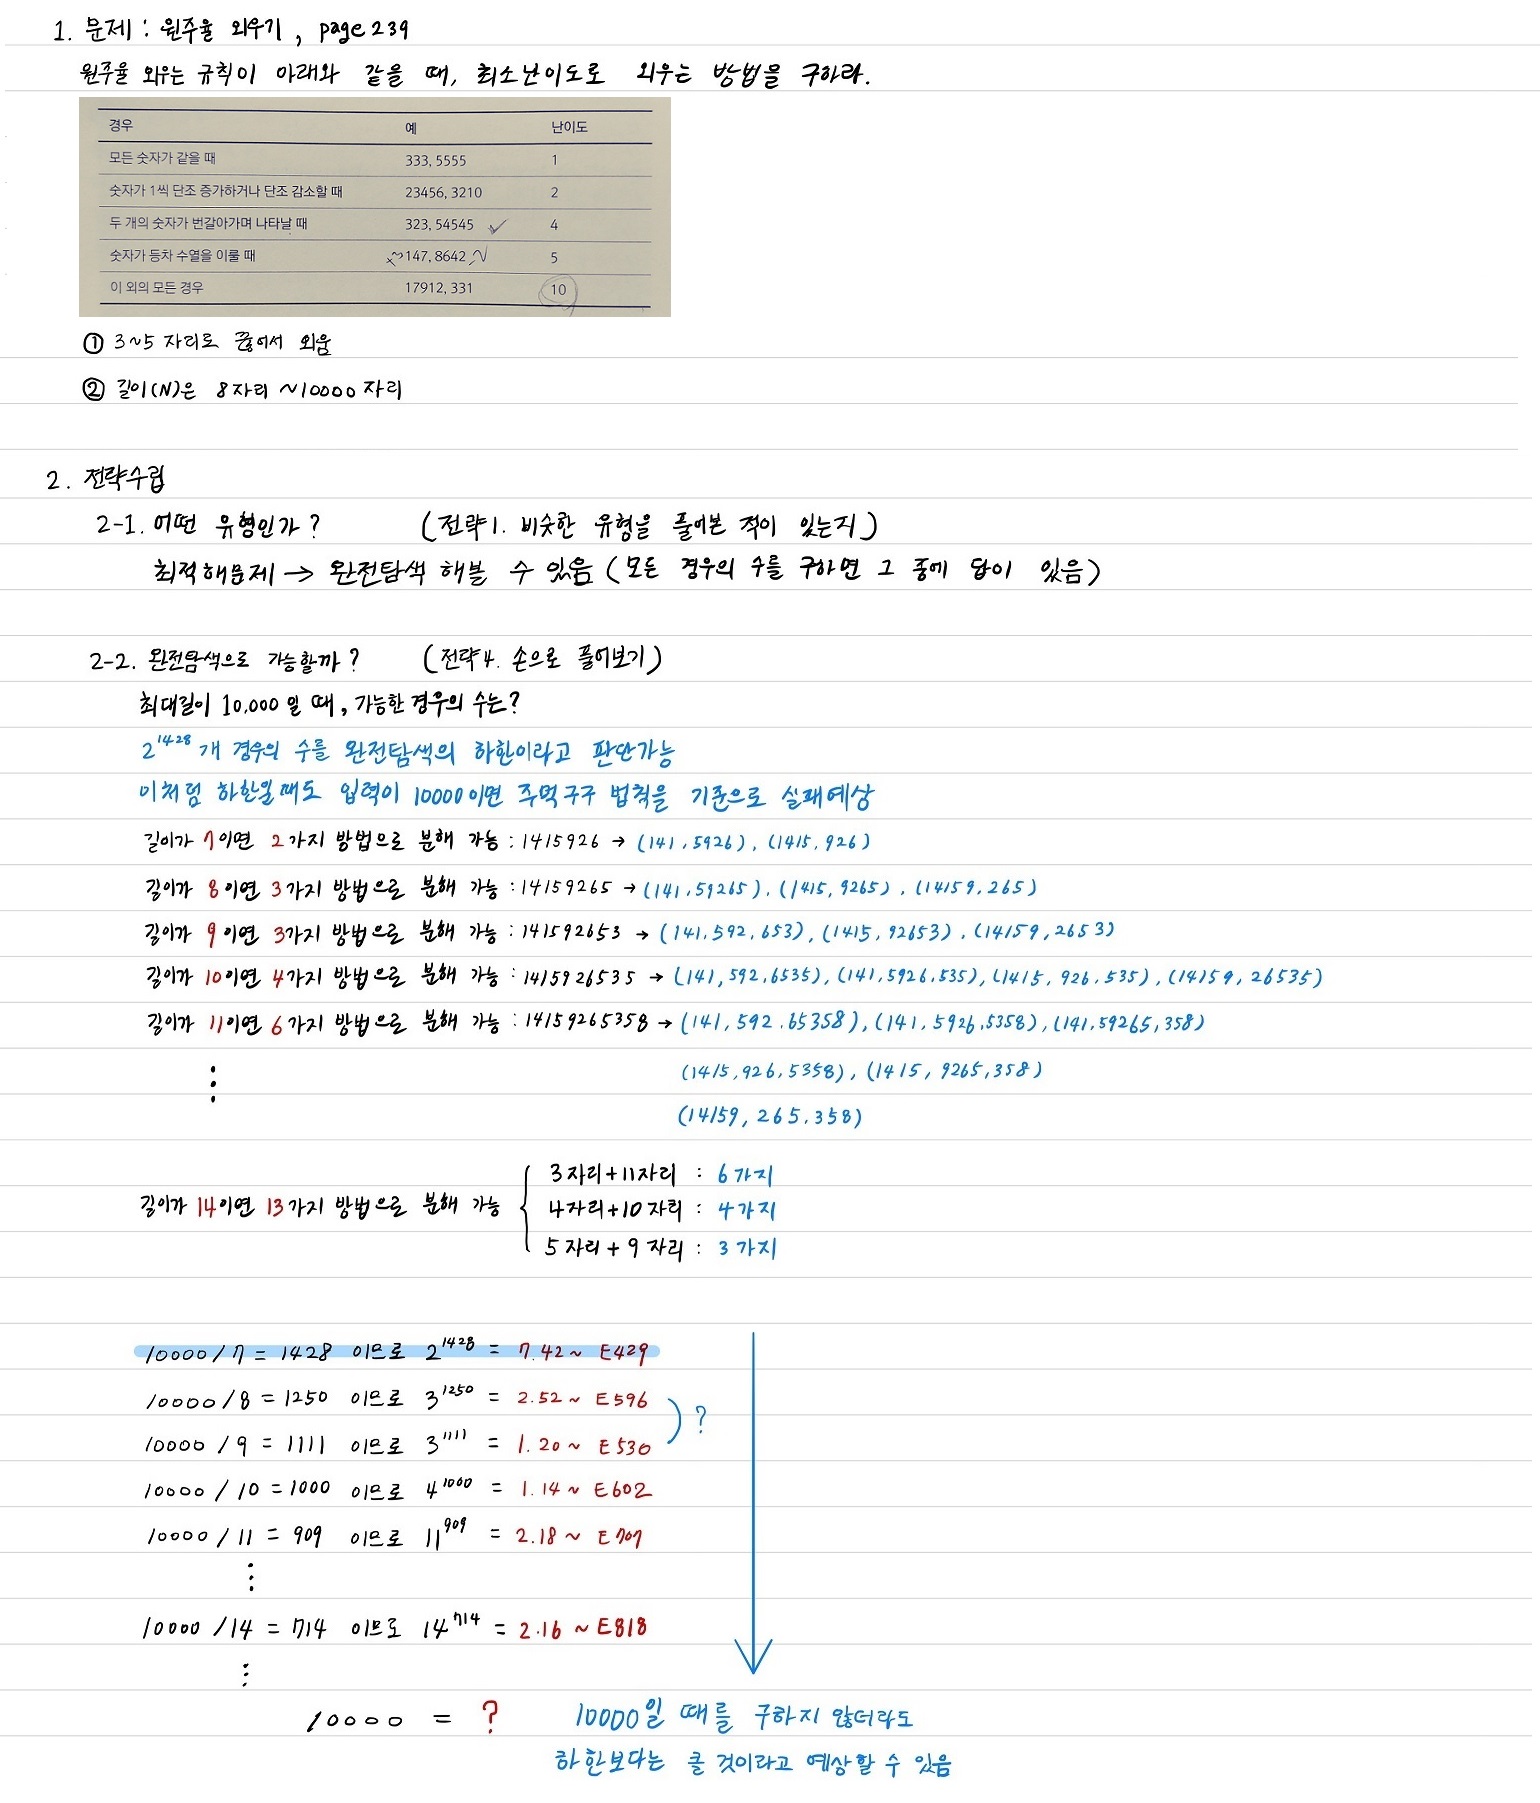 1. 문제 : 원주율 외우기, page 239
원주율 외우는 규칙이 아래와 같을 때, 최소난이도로 외우는 방법을 구하라.
경우 예 난이도
모든 숫자가 같을 때 333, 5555 1
숫자가 1씩 단조 증가하거나 단조 감소할 때 23456, 3210 2
두 개의 숫자가 번갈아가며 나타날 때 323, 54545 4
숫자가 등차 수열을 이룰 때 147, 8642 5
이 외의 모든 경우 17912, 331 10
① 3~5 자리로 끊어서 외움
② 길이(N)은 8자리 ~10000자리
2. 전략수립
2-1. 어떤 유형인가? (전략1. 비슷한 유형을 풀어본 적이 있는지)
최적해문제 → 완전탐색 해볼 수 있음 (모든 경우의 수를 구하면 그 중에 답이 있음)
2-2. 완전탐색으로 가능할까? (전략4. 손으로 풀어보기)
최대길이 10,000일 때, 가능한 경우의 수는?
2^1428 개 경우의 수를 완전탐색의 하한이라고 판단가능
이처럼 하한일때도 입력이 10000이면 주먹구구 법칙을 기준으로 실패예상
길이가 7이면 2가지 방법으로 분해 가능 : 1415926 → (141, 5926), (1415, 926)
길이가 8이면 3가지 방법으로 분해 가능 : 14159265 → (141, 59265), (1415, 9265), (14159, 265)
길이가 9이면 3가지 방법으로 분해 가능 : 141592653 → (141, 592, 653), (1415, 92653), (14159, 2653)
길이가 10이면 4가지 방법으로 분해 가능 : 1415926535 → (141, 592, 6535), (141, 5926, 535), (1415, 926, 535), (14159, 26535)
길이가 11이면 6가지 방법으로 분해 가능 : 14159265358 → (141, 592, 65358), (141, 5926, 5358), (141, 59265, 358)
(1415, 926, 5358), (1415, 9265, 358)
(14159, 265, 358)
3자리+11자리 : 6가지
길이가 14이면 13가지 방법으로 분해 가능 4자리+10자리 : 4가지
5자리+9자리 : 3가지
10000/7 = 1428 이므로 2^1428 = 7.42~ E429
10000/8 = 1250 이므로 3^1250 = 2.52~ E596
10000/9 = 1111 이므로 3^1111 = 1.20~ E530 ) ?
10000/10 = 1000 이므로 4^1000 = 1.14~ E602
10000/11 = 909 이므로 11^909 = 2.18~ E707
10000/14 = 714 이므로 14^714 = 2.16~ E818
10000 = ? 10000일 때를 구하지 않더라도
하한보다는 클 것이라고 예상할 수 있음